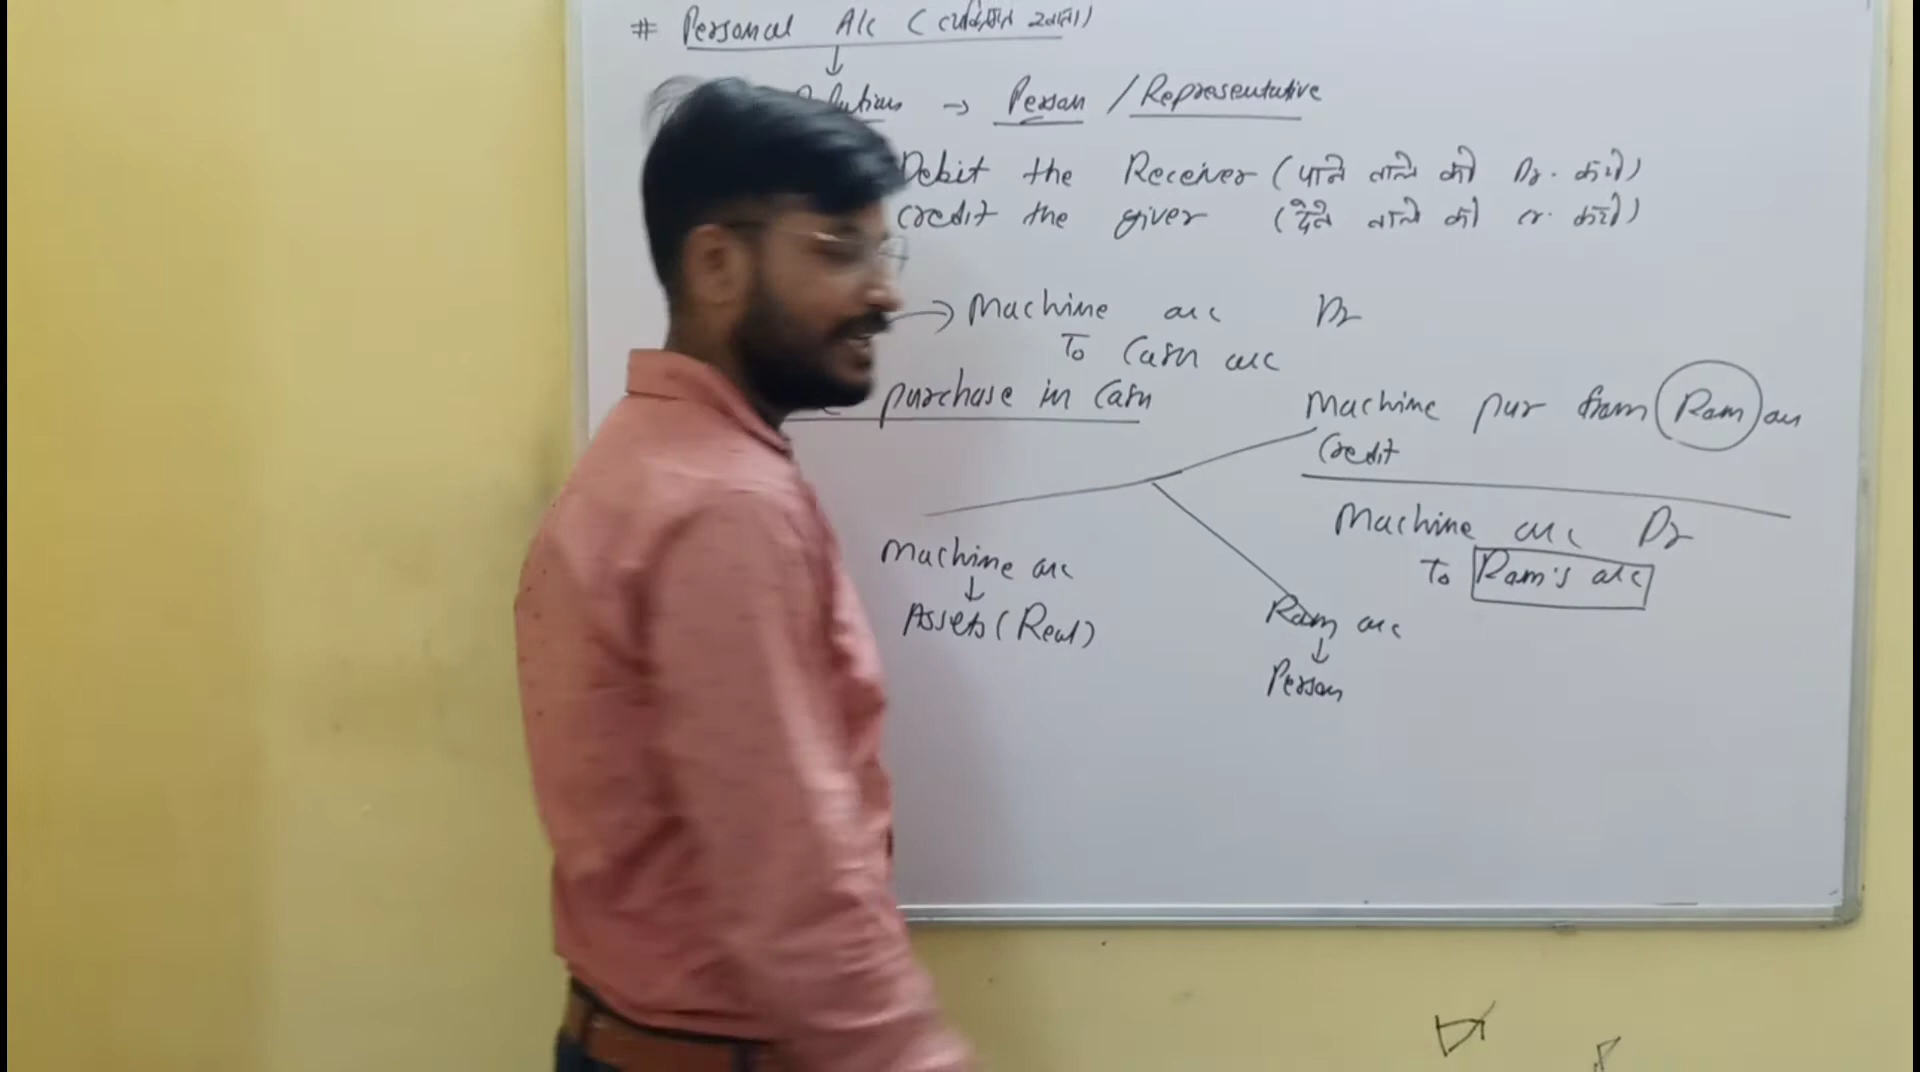 # Personal A/c (व्यक्तिगत खाता)
→ Person / Representative
Debit the Receiver (पाने वाले को Dr. करो)
credit the giver (देने वाले को cr. करो)
→ Machine a/c Dr
To Cash a/c
purchase in Cash
Machine pur from Ram on
Credit
Machine a/c Dr
To Ram's a/c
Machine a/c
↓
Assets (Real)
Ram a/c
↓
Person